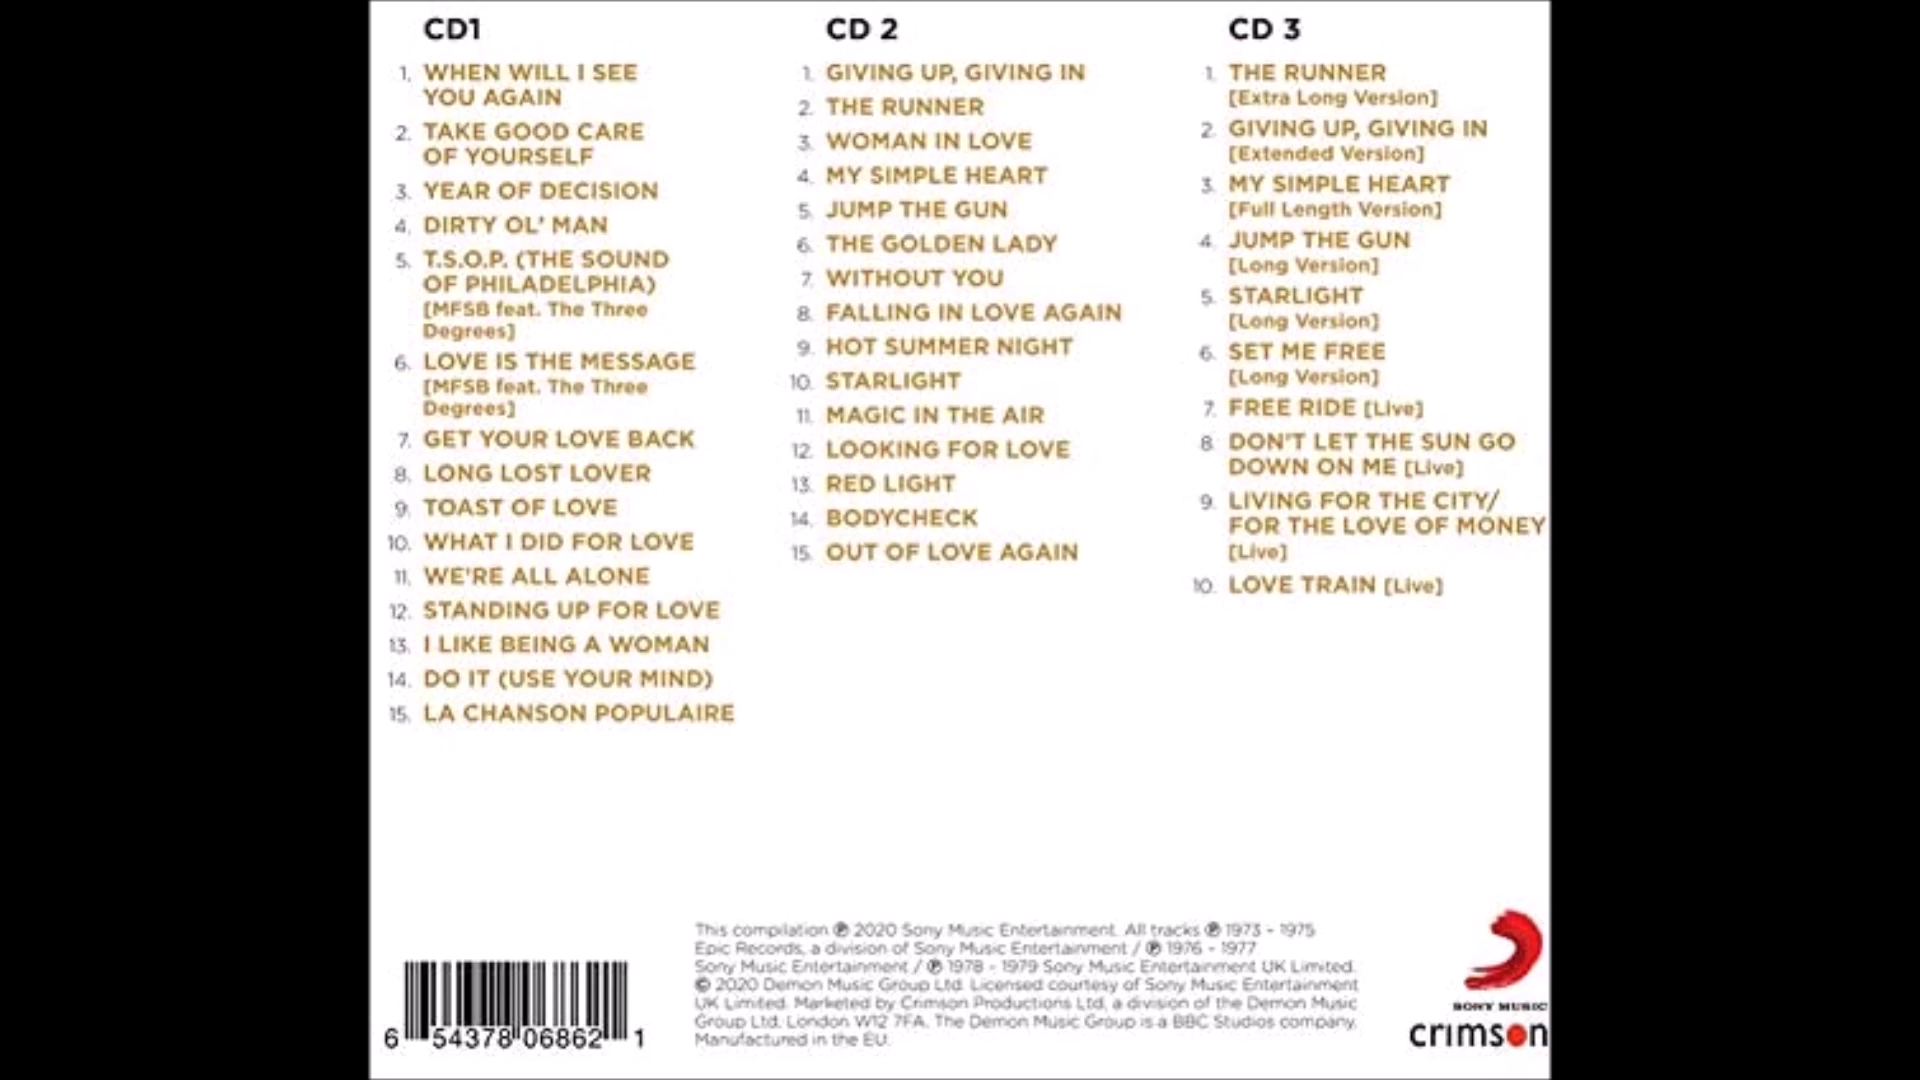 CD1
1. WHEN WILL I SEE
YOU AGAIN
2. TAKE GOOD CARE
OF YOURSELF
3. YEAR OF DECISION
4. DIRTY OL' MAN
5. T.S.O.P. (THE SOUND
OF PHILADELPHIA)
[MFSB feat. The Three
Degrees]
6. LOVE IS THE MESSAGE
[MFSB feat. The Three
Degrees]
7. GET YOUR LOVE BACK
8. LONG LOST LOVER
9. TOAST OF LOVE
10. WHAT I DID FOR LOVE
11. WE'RE ALL ALONE
12. STANDING UP FOR LOVE
13. I LIKE BEING A WOMAN
14. DO IT (USE YOUR MIND)
15. LA CHANSON POPULAIRE
CD 2
1. GIVING UP, GIVING IN
2. THE RUNNER
3. WOMAN IN LOVE
4. MY SIMPLE HEART
5. JUMP THE GUN
6. THE GOLDEN LADY
7. WITHOUT YOU
8. FALLING IN LOVE AGAIN
9. HOT SUMMER NIGHT
10. STARLIGHT
11. MAGIC IN THE AIR
12. LOOKING FOR LOVE
13. RED LIGHT
14. BODYCHECK
15. OUT OF LOVE AGAIN
CD 3
1. THE RUNNER
[Extra Long Version]
2. GIVING UP, GIVING IN
[Extended Version]
3. MY SIMPLE HEART
[Full Length Version]
4. JUMP THE GUN
[Long Version]
5. STARLIGHT
[Long Version]
6. SET ME FREE
[Long Version]
7. FREE RIDE [Live]
8. DON'T LET THE SUN GO
DOWN ON ME [Live]
9. LIVING FOR THE CITY/
FOR THE LOVE OF MONEY
[Live]
10. LOVE TRAIN [Live]
6 54378 06862 1
This compilation ℗ 2020 Sony Music Entertainment. All tracks ℗ 1973 - 1975
Epic Records, a division of Sony Music Entertainment / ℗ 1976 - 1977
Sony Music Entertainment / ℗ 1978 - 1979 Sony Music Entertainment UK Limited.
© 2020 Demon Music Group Ltd. Licensed courtesy of Sony Music Entertainment
UK Limited. Marketed by Crimson Productions Ltd, a division of the Demon Music
Group Ltd, London W12 7FA. The Demon Music Group is a BBC Studios company.
Manufactured in the EU.
SONY MUSIC
crimson